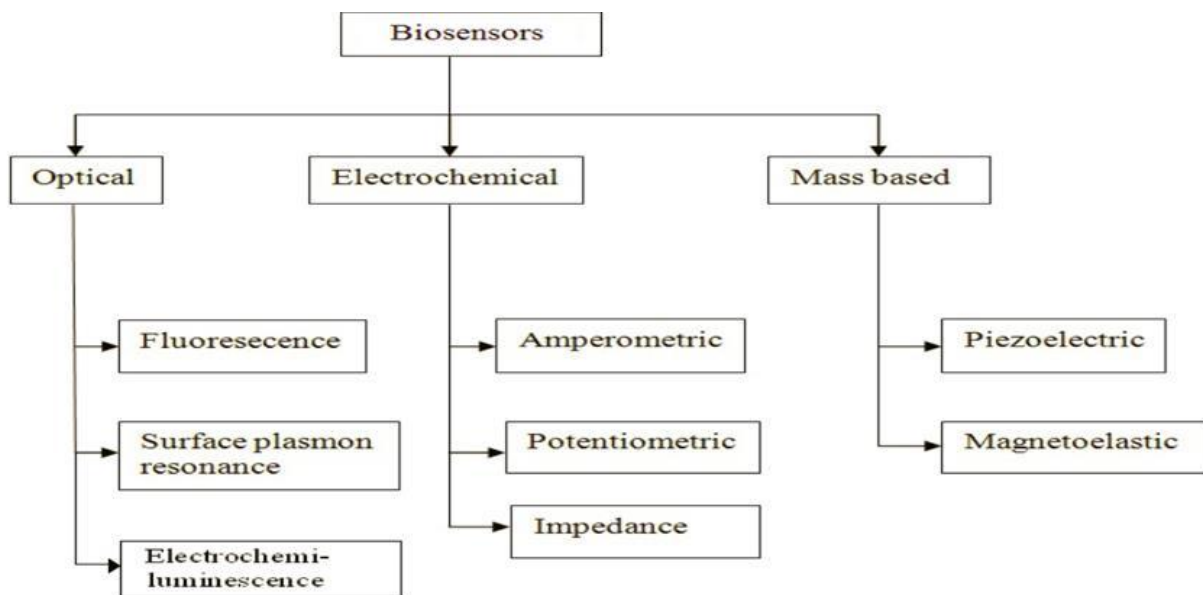 Biosensors
Optical
Electrochemical
Mass based
Fluoresecence
Amperometric
Piezoelectric
Surface plasmon
resonance
Potentiometric
Magnetoelastic
Impedance
Electrochemi-
luminescence